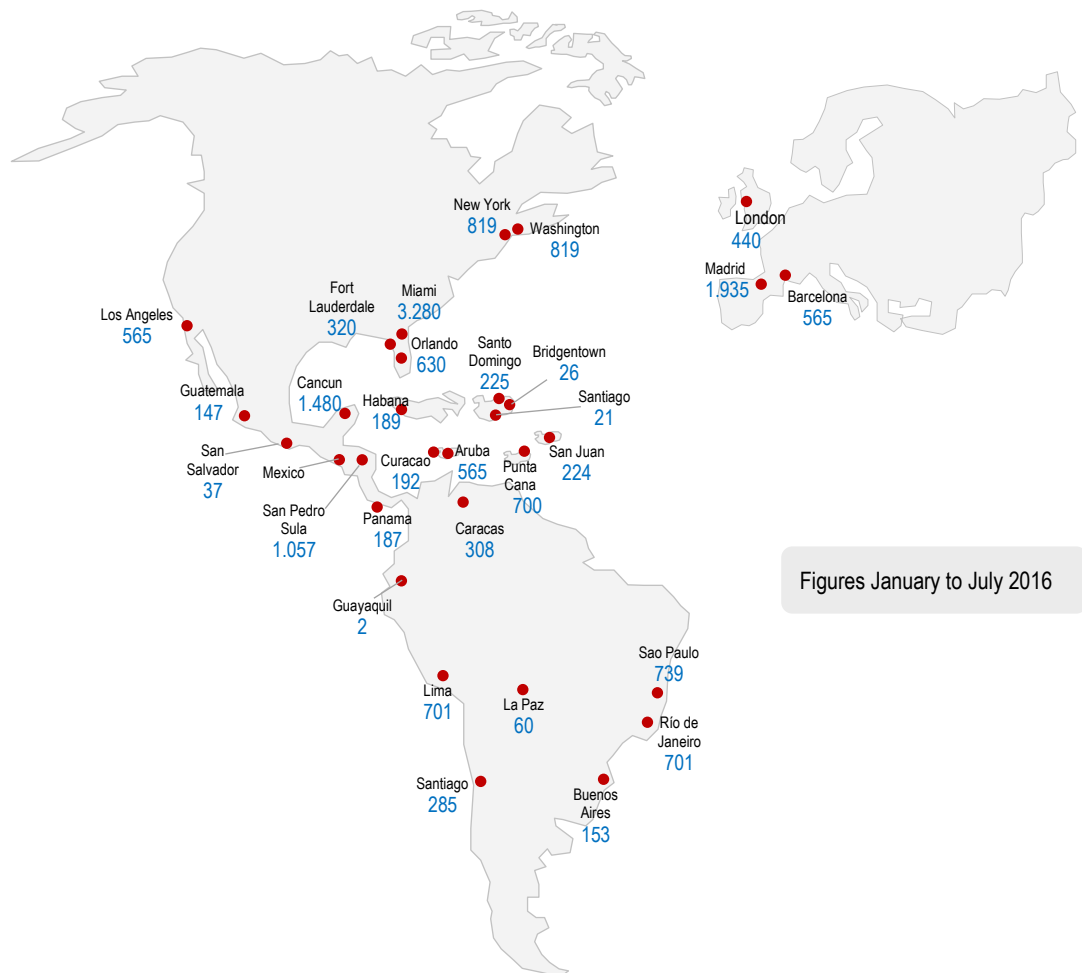 New York
819
Washington
819
London
440
Madrid
1.935
Barcelona
565
Fort
Lauderdale
320
Miami
3.280
Los Angeles
565
Orlando
630
Santo
Domingo
225
Bridgentown
26
Guatemala
147
Cancun
1.480
Habana
189
Santiago
21
San
Salvador
37
Mexico
Curacao
192
Aruba
565
Punta
Cana
700
San Juan
224
San Pedro
Sula
1.057
Panama
187
Caracas
308
Figures January to July 2016
Guayaquil
2
Sao Paulo
739
Lima
701
La Paz
60
Río de
Janeiro
701
Santiago
285
Buenos
Aires
153